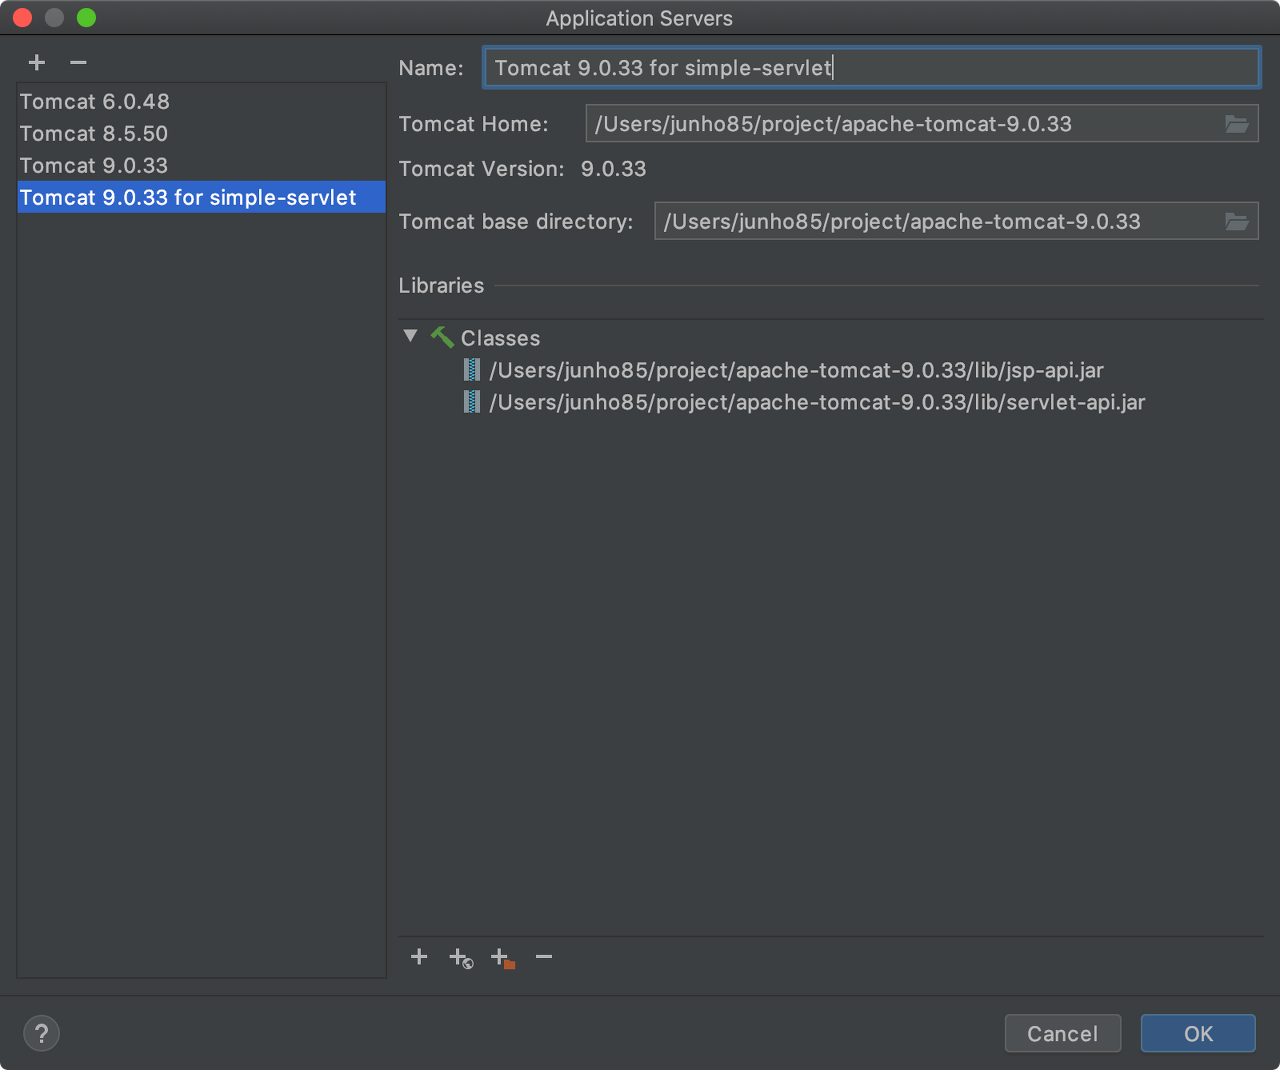 Application Servers
Tomcat 6.0.48
Tomcat 8.5.50
Tomcat 9.0.33
Tomcat 9.0.33 for simple-servlet
Name: Tomcat 9.0.33 for simple-servlet
Tomcat Home: /Users/junho85/project/apache-tomcat-9.0.33
Tomcat Version: 9.0.33
Tomcat base directory: /Users/junho85/project/apache-tomcat-9.0.33
Libraries
Classes
/Users/junho85/project/apache-tomcat-9.0.33/lib/jsp-api.jar
/Users/junho85/project/apache-tomcat-9.0.33/lib/servlet-api.jar
? Cancel OK